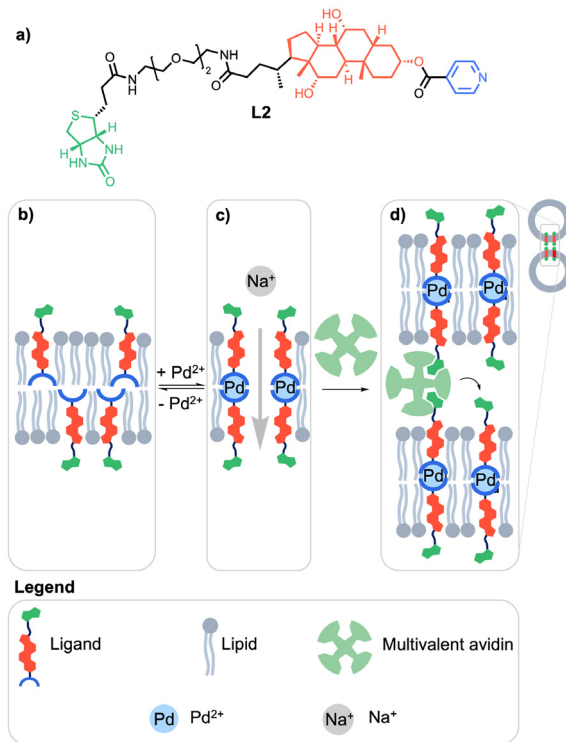 a)
HO
O
NH
O
H
N
O
2
O
H
H
H
O
O
N
HO
S
H
H
HN
NH
O
L2
b)
c)
d)
Na⁺
Pd
Pd
+ Pd²⁺
- Pd²⁺
Pd
Pd
Pd
Pd
Legend
Ligand
Lipid
Multivalent avidin
Pd
Pd²⁺
Na⁺
Na⁺